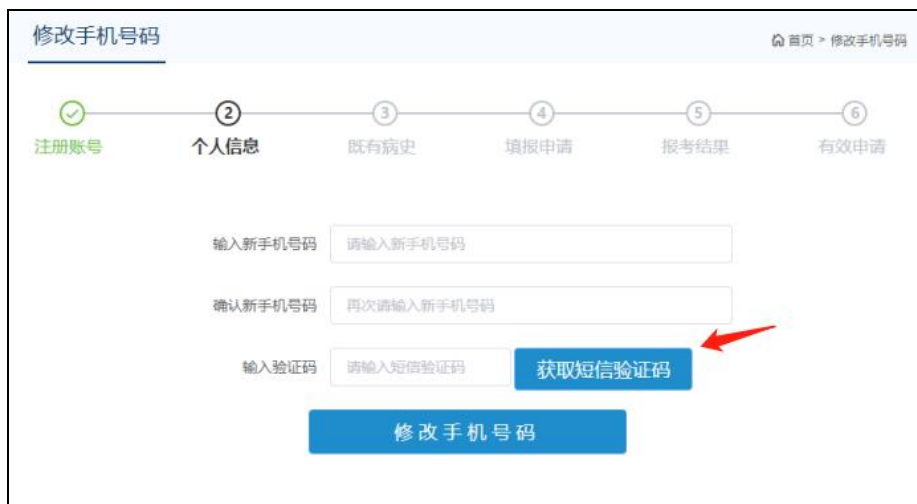 修改手机号码
首页 > 修改手机号码
2 3 4 5 6
注册账号 个人信息 既有病史 填报申请 报考结果 有效申请
输入新手机号码 请输入新手机号码
确认新手机号码 再次请输入新手机号码
输入验证码 请输入短信验证码 获取短信验证码
修改手机号码